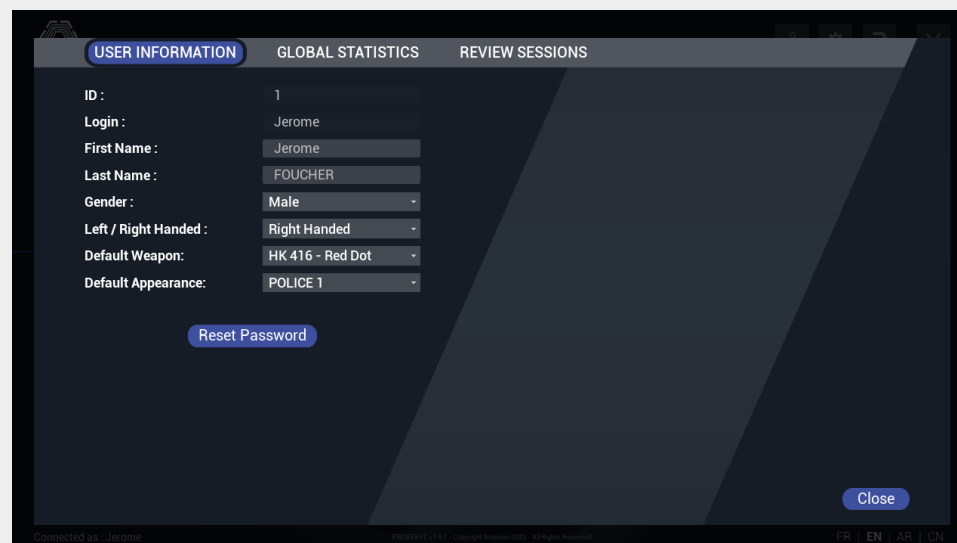 USER INFORMATION GLOBAL STATISTICS REVIEW SESSIONS
ID : 1
Login : Jerome
First Name : Jerome
Last Name : FOUCHER
Gender : Male
Left / Right Handed : Right Handed
Default Weapon: HK 416 - Red Dot
Default Appearance: POLICE 1
Reset Password
Close
Connected as : Jerome
FR | EN | AR | CN